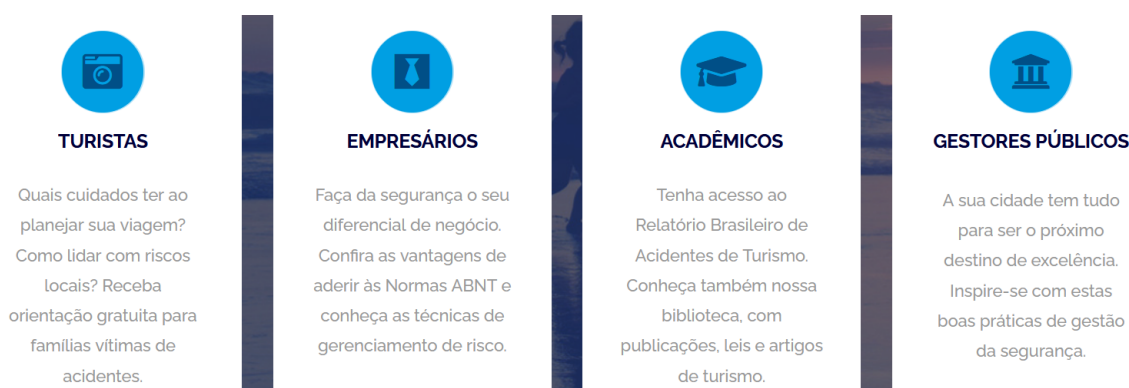 TURISTAS
Quais cuidados ter ao
planejar sua viagem?
Como lidar com riscos
locais? Receba
orientação gratuita para
famílias vítimas de
acidentes.
EMPRESÁRIOS
Faça da segurança o seu
diferencial de negócio.
Confira as vantagens de
aderir às Normas ABNT e
conheça as técnicas de
gerenciamento de risco.
ACADÊMICOS
Tenha acesso ao
Relatório Brasileiro de
Acidentes de Turismo.
Conheça também nossa
biblioteca, com
publicações, leis e artigos
de turismo.
GESTORES PÚBLICOS
A sua cidade tem tudo
para ser o próximo
destino de excelência.
Inspire-se com estas
boas práticas de gestão
da segurança.